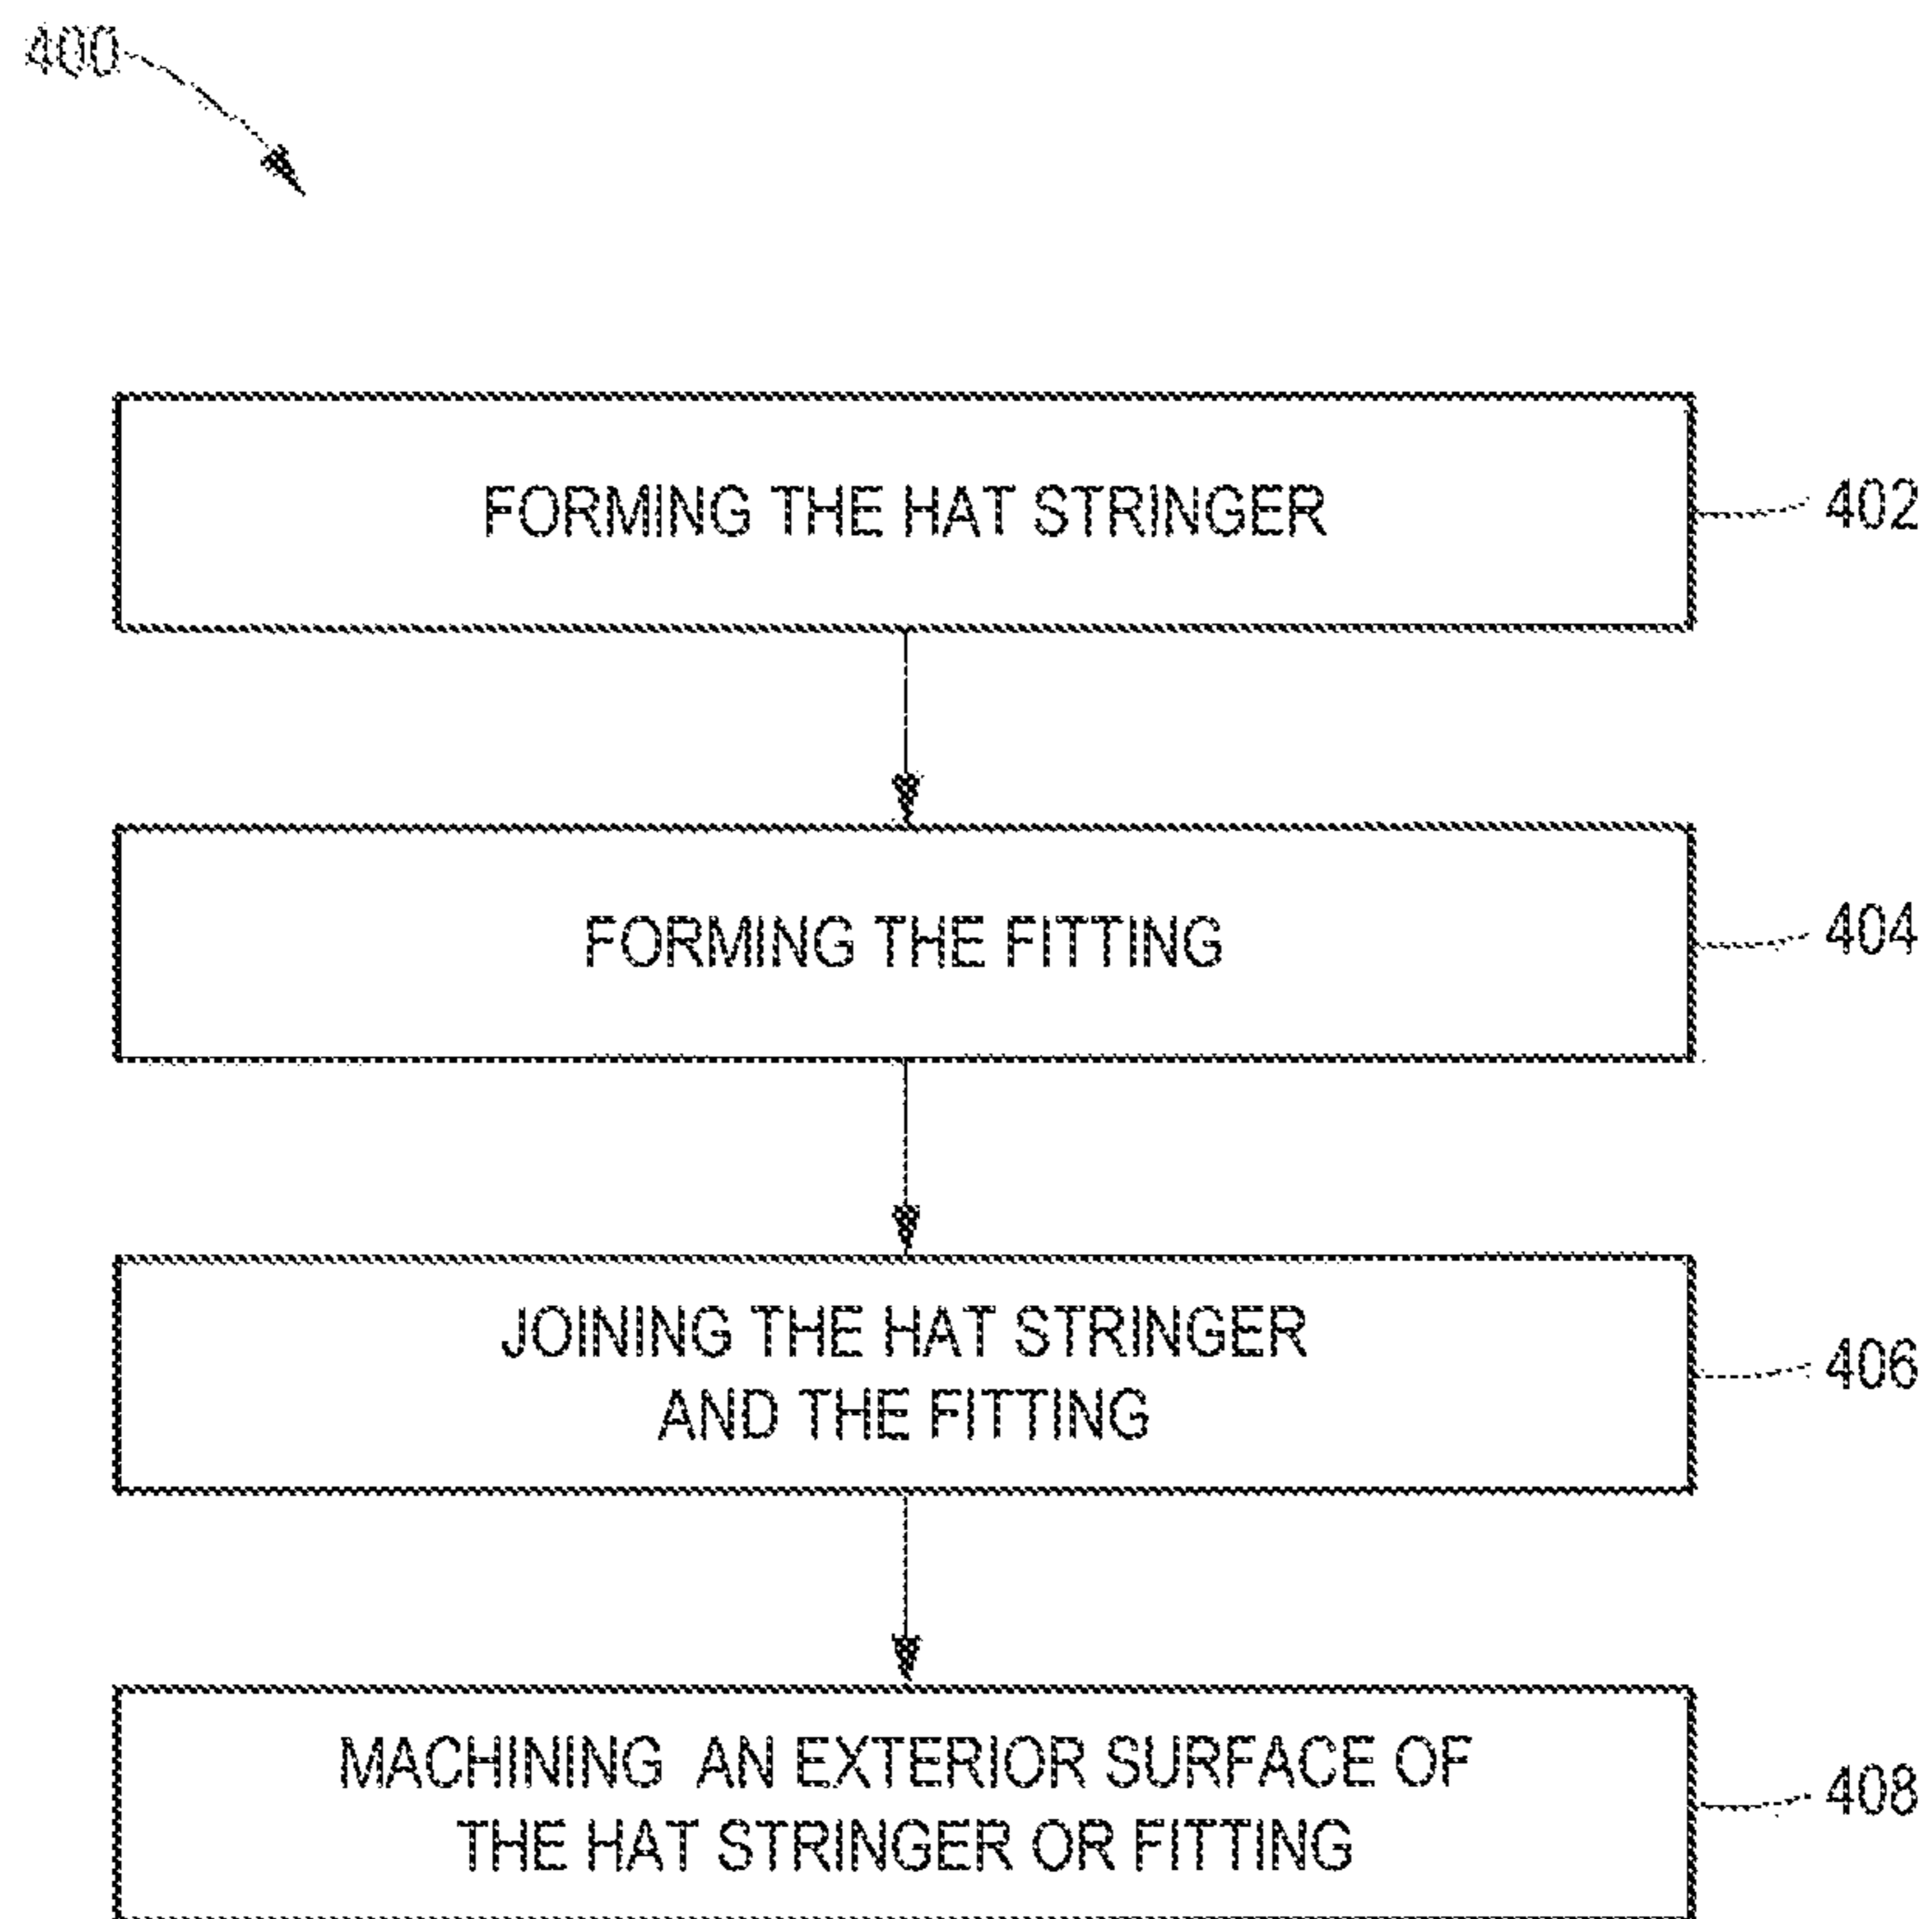 400
FORMING THE HAT STRINGER
402
FORMING THE FITTING
404
JOINING THE HAT STRINGER
AND THE FITTING
406
MACHINING AN EXTERIOR SURFACE OF
THE HAT STRINGER OR FITTING
408